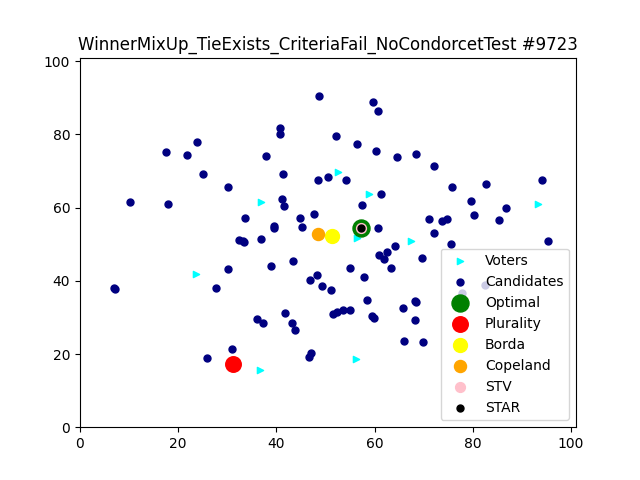 WinnerMixUp_TieExists_CriteriaFail_NoCondorcetTest #9723
100
80
60
40
20
0
0 20 40 60 80 100
Voters
Candidates
Optimal
Plurality
Borda
Copeland
STV
STAR